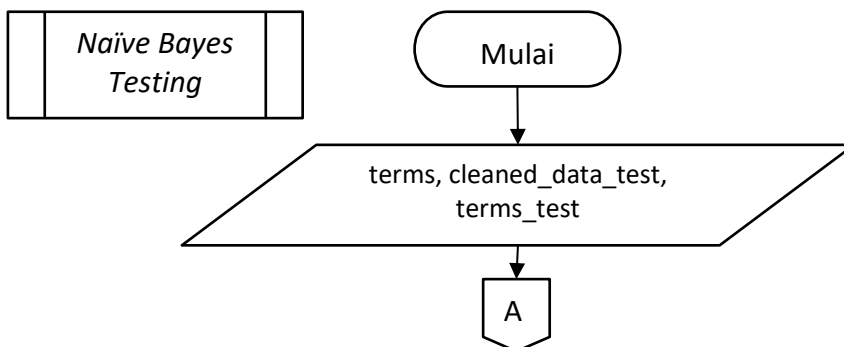 Naïve Bayes
Testing
Mulai
terms, cleaned_data_test,
terms_test
A